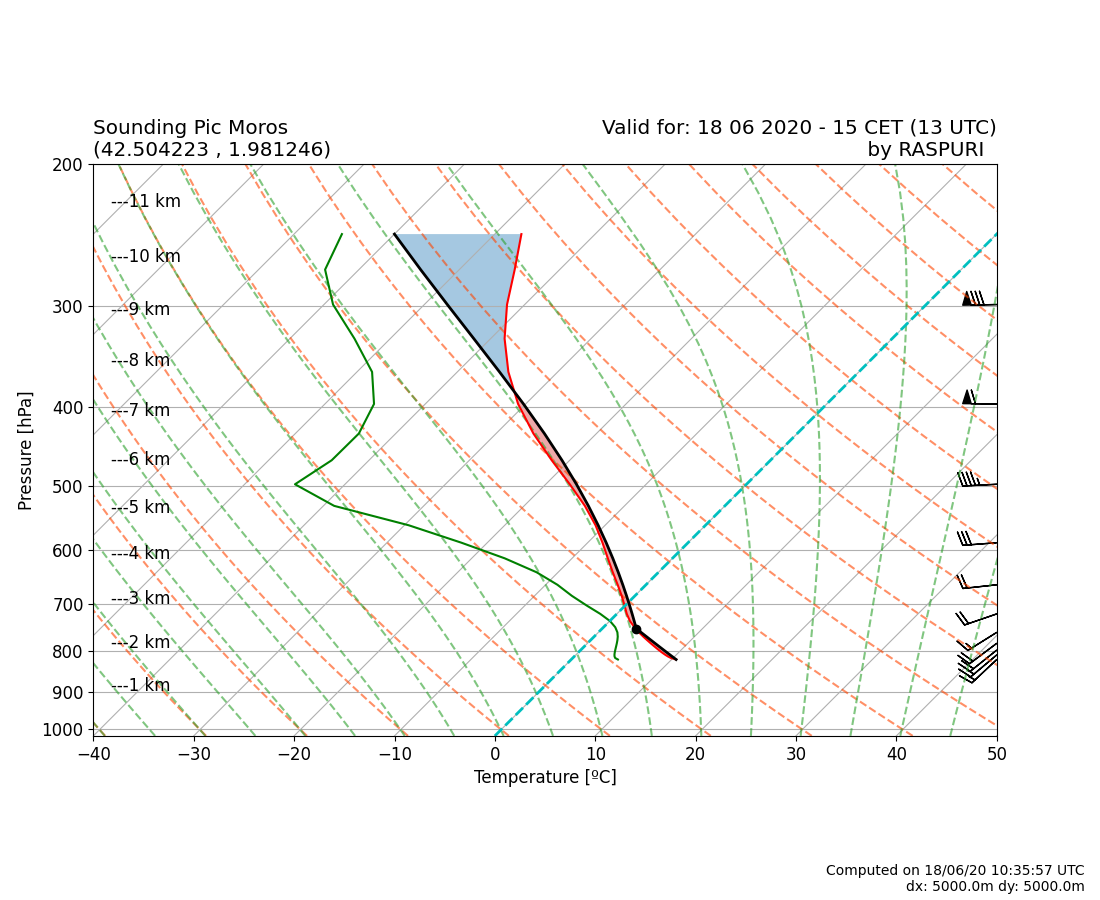 Sounding Pic Moros
(42.504223 , 1.981246)
Valid for: 18 06 2020 - 15 CET (13 UTC)
by RASPURI
200
300
400
500
600
700
800
900
1000
Pressure [hPa]
---11 km
---10 km
---9 km
---8 km
---7 km
---6 km
---5 km
---4 km
---3 km
---2 km
---1 km
−40
−30
−20
−10
0
10
20
30
40
50
Temperature [ºC]
Computed on 18/06/20 10:35:57 UTC
dx: 5000.0m dy: 5000.0m